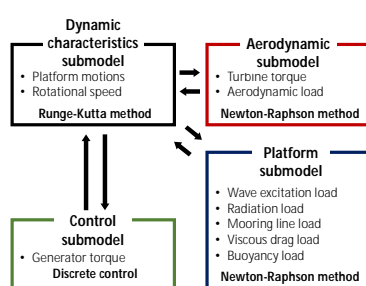 Dynamic
characteristics
submodel
• Platform motions
• Rotational speed
Runge-Kutta method
Aerodynamic
submodel
• Turbine torque
• Aerodynamic load
Newton-Raphson method
Platform
submodel
• Wave excitation load
• Radiation load
• Mooring line load
• Viscous drag load
• Buoyancy load
Newton-Raphson method
Control
submodel
• Generator torque
Discrete control